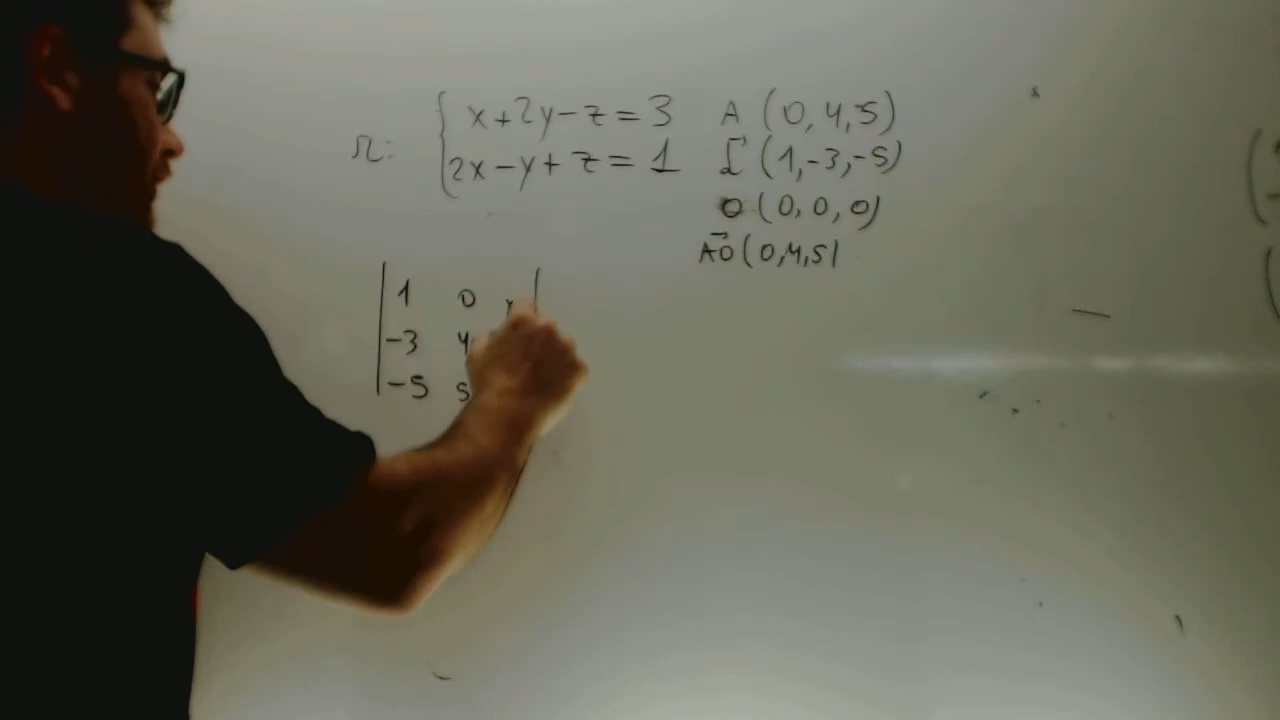 r: { x+2y-z=3 A (0,4,5)
2x-y+z=1 (1,-3,-5)
O (0,0,0)
AO (0,4,5)
1 0
-3 4
-5 5